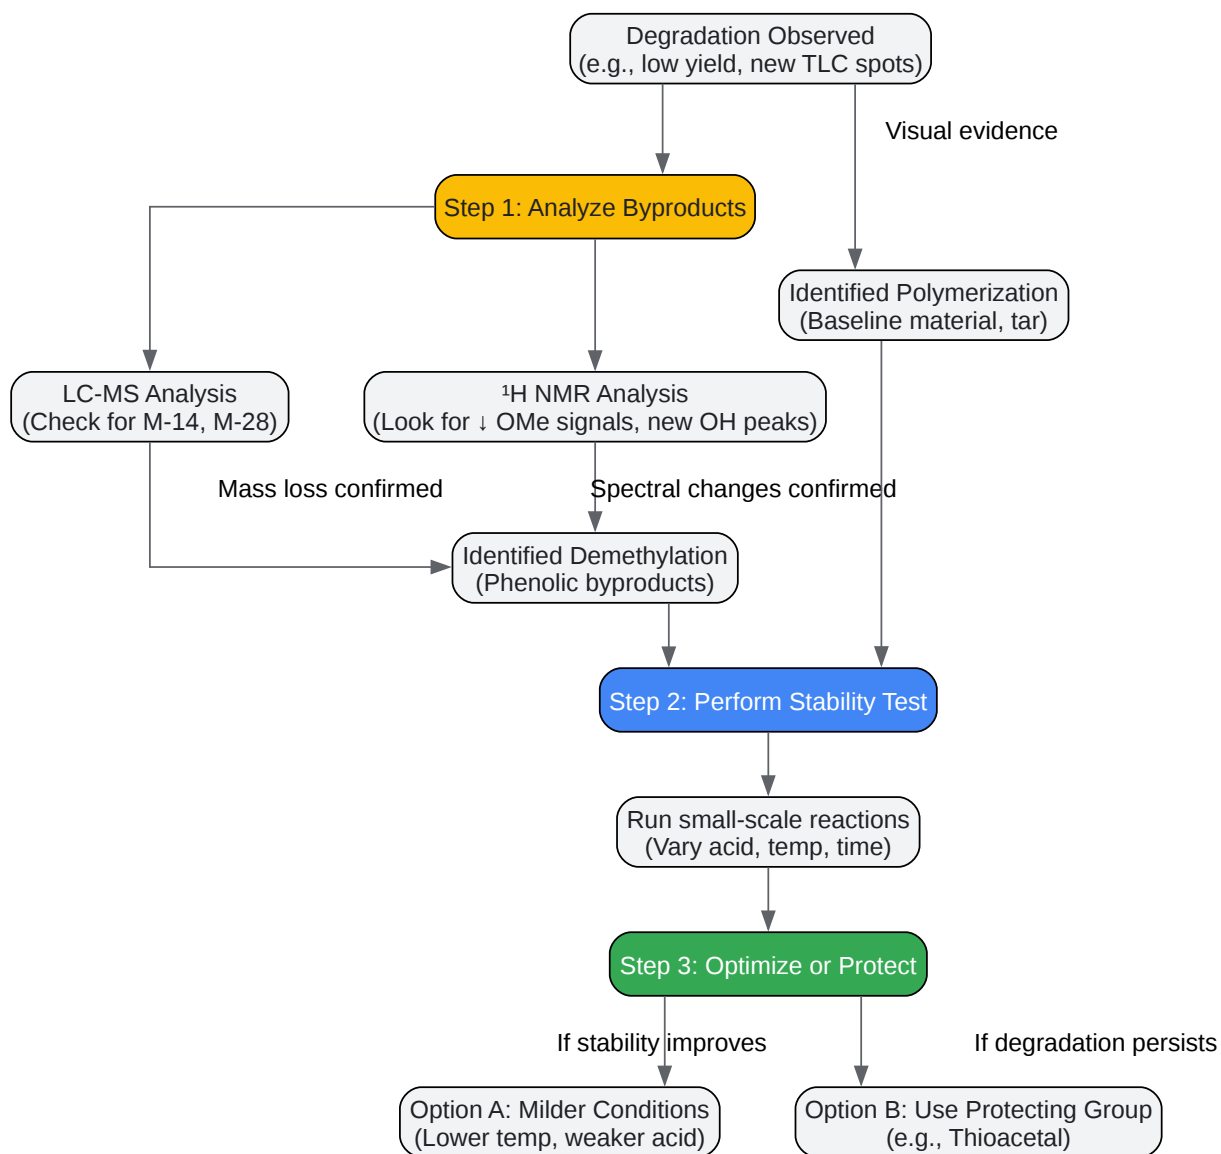 Degradation Observed
(e.g., low yield, new TLC spots)
Visual evidence
Step 1: Analyze Byproducts
Identified Polymerization
(Baseline material, tar)
LC-MS Analysis
(Check for M-14, M-28)
¹H NMR Analysis
(Look for ↓ OMe signals, new OH peaks)
Mass loss confirmed
Spectral changes confirmed
Identified Demethylation
(Phenolic byproducts)
Step 2: Perform Stability Test
Run small-scale reactions
(Vary acid, temp, time)
Step 3: Optimize or Protect
If stability improves
If degradation persists
Option A: Milder Conditions
(Lower temp, weaker acid)
Option B: Use Protecting Group
(e.g., Thioacetal)